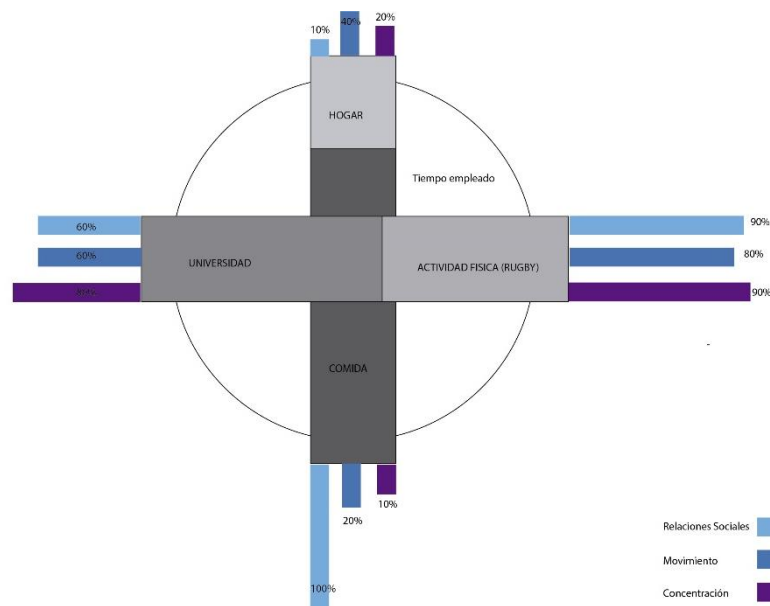 10%
40%
20%
HOGAR
Tiempo empleado
60%
90%
60%
UNIVERSIDAD
ACTIVIDAD FISICA (RUGBY)
80%
90%
COMIDA
10%
20%
100%
Relaciones Sociales
Movimiento
Concentración